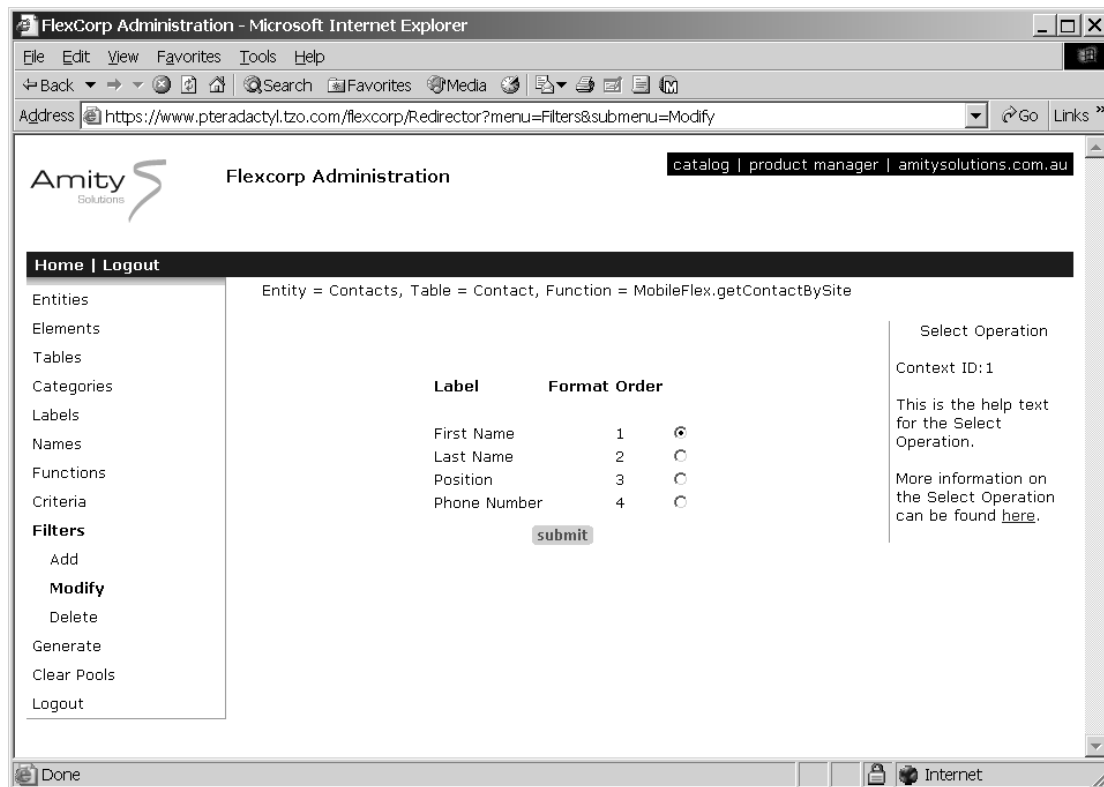 FlexCorp Administration - Microsoft Internet Explorer
File Edit View Favorites Tools Help
Back Search Favorites Media
Address https://www.pteradactyl.tzo.com/flexcorp/Redirector?menu=Filters&submenu=Modify Go Links »
Amity
Solutions
Flexcorp Administration
catalog | product manager | amitysolutions.com.au
Home | Logout
Entities
Elements
Tables
Categories
Labels
Names
Functions
Criteria
Filters
Add
Modify
Delete
Generate
Clear Pools
Logout
Entity = Contacts, Table = Contact, Function = MobileFlex.getContactBySite
Label Format Order
First Name 1
Last Name 2
Position 3
Phone Number 4
submit
Select Operation
Context ID:1
This is the help text
for the Select
Operation.
More information on
the Select Operation
can be found here.
Done Internet